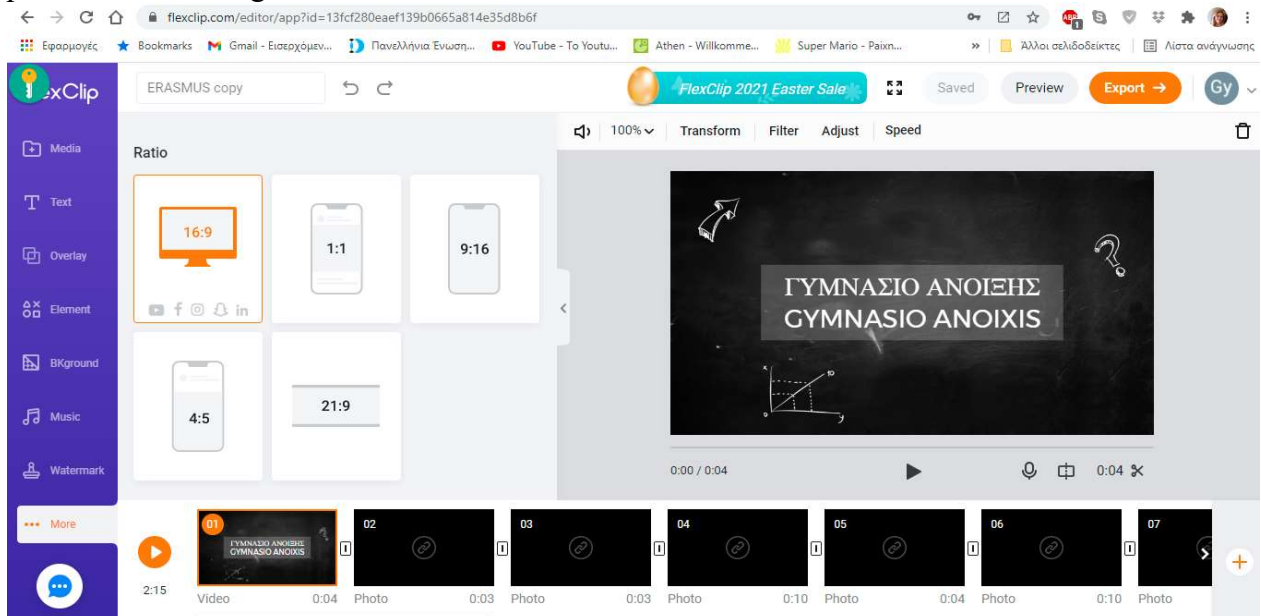 flexclip.com/editor/app?id=13fcf280eaef139b0665a814e35d8b6f
Εφαρμογές Bookmarks Gmail - Εισερχόμεν... Πανελλήνια Ένωση... YouTube - To Youtu... Athen - Willkomme... Super Mario - Paixn... » Άλλοι σελιδοδείκτες Λίστα ανάγνωσης
exClip ERASMUS copy FlexClip 2021 Easter Sale Saved Preview Export → Gy
100% Transform Filter Adjust Speed
Media
Text
Overlay
Element
BKground
Music
Watermark
More
Ratio
16:9 1:1 9:16
4:5 21:9
ΓΥΜΝΑΣΙΟ ΑΝΟΙΞΗΣ
GYMNASIO ANOIXIS
0:00 / 0:04 0:04
01 02 03 04 05 06 07
ΓΥΜΝΑΣΙΟ ΑΝΟΙΞΗΣ
GYMNASIO ANOIXIS
2:15
Video 0:04 Photo 0:03 Photo 0:03 Photo 0:10 Photo 0:04 Photo 0:10 Photo